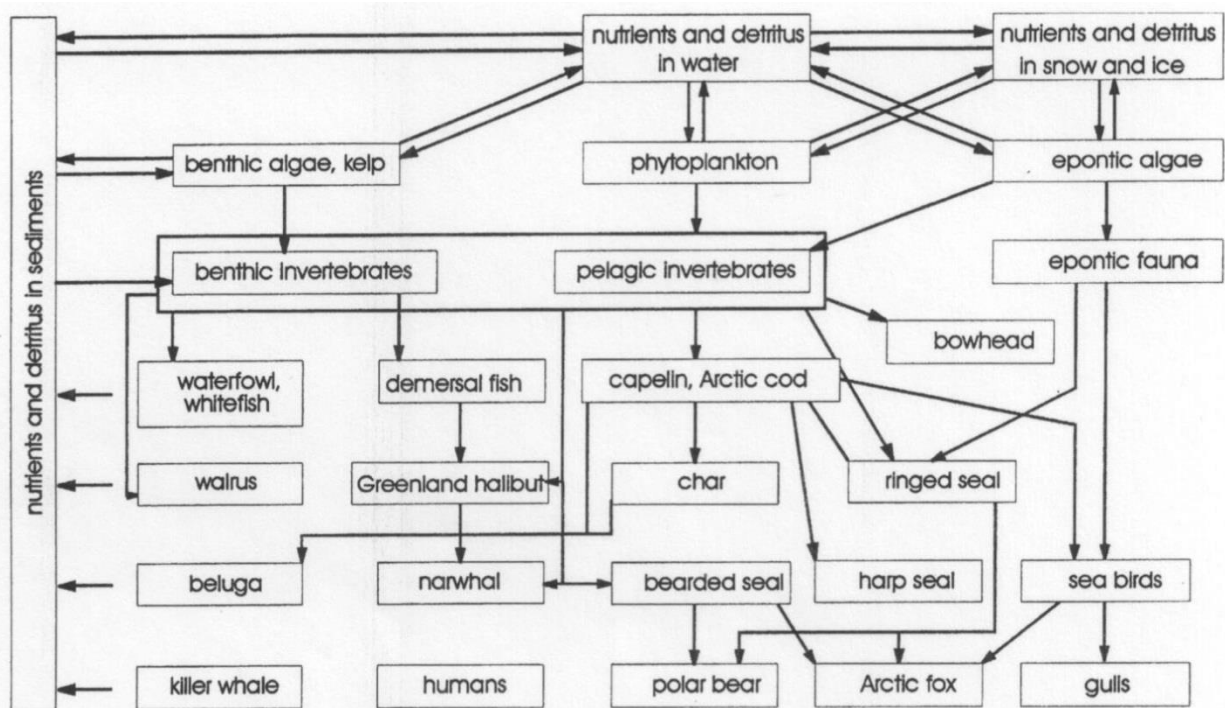 nutrients and detritus in sediments
nutrients and detritus
in water
nutrients and detritus
in snow and ice
benthic algae, kelp
phytoplankton
epontic algae
benthic invertebrates
pelagic invertebrates
epontic fauna
bowhead
waterfowl,
whitefish
demersal fish
capelin, Arctic cod
walrus
Greenland halibut
char
ringed seal
beluga
narwhal
bearded seal
harp seal
sea birds
killer whale
humans
polar bear
Arctic fox
gulls